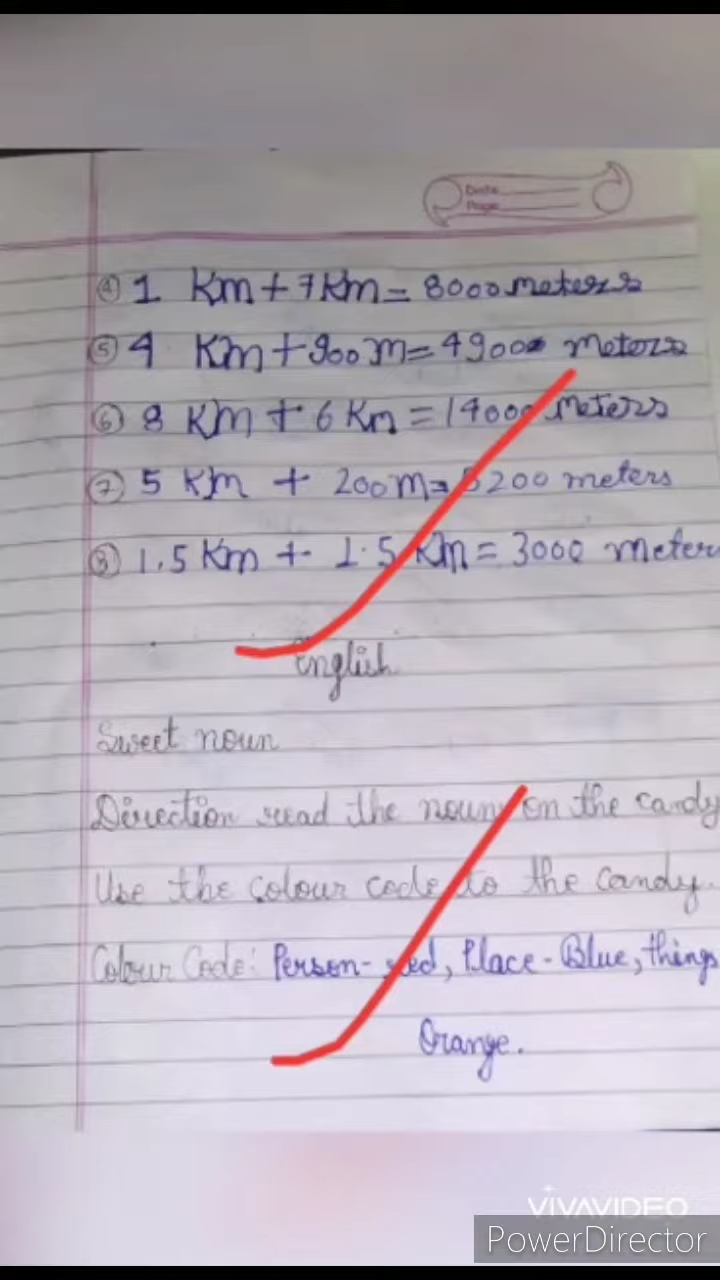 Date
Page
④ 1 Km + 7 Km = 8000 meters
⑤ 4 Km + 900 m = 4900 meters
⑥ 8 KM + 6 Km = 14000 meters
⑦ 5 KM + 200 m = 5200 meters
⑧ 1.5 Km + 1.5 KM = 3000 meter
English
Sweet noun
Direction read the noun on the candy
Use the colour code to the candy.
Colour Code: Person - red, Place - Blue, things
Orange.
VIVAVIDEO
PowerDirector